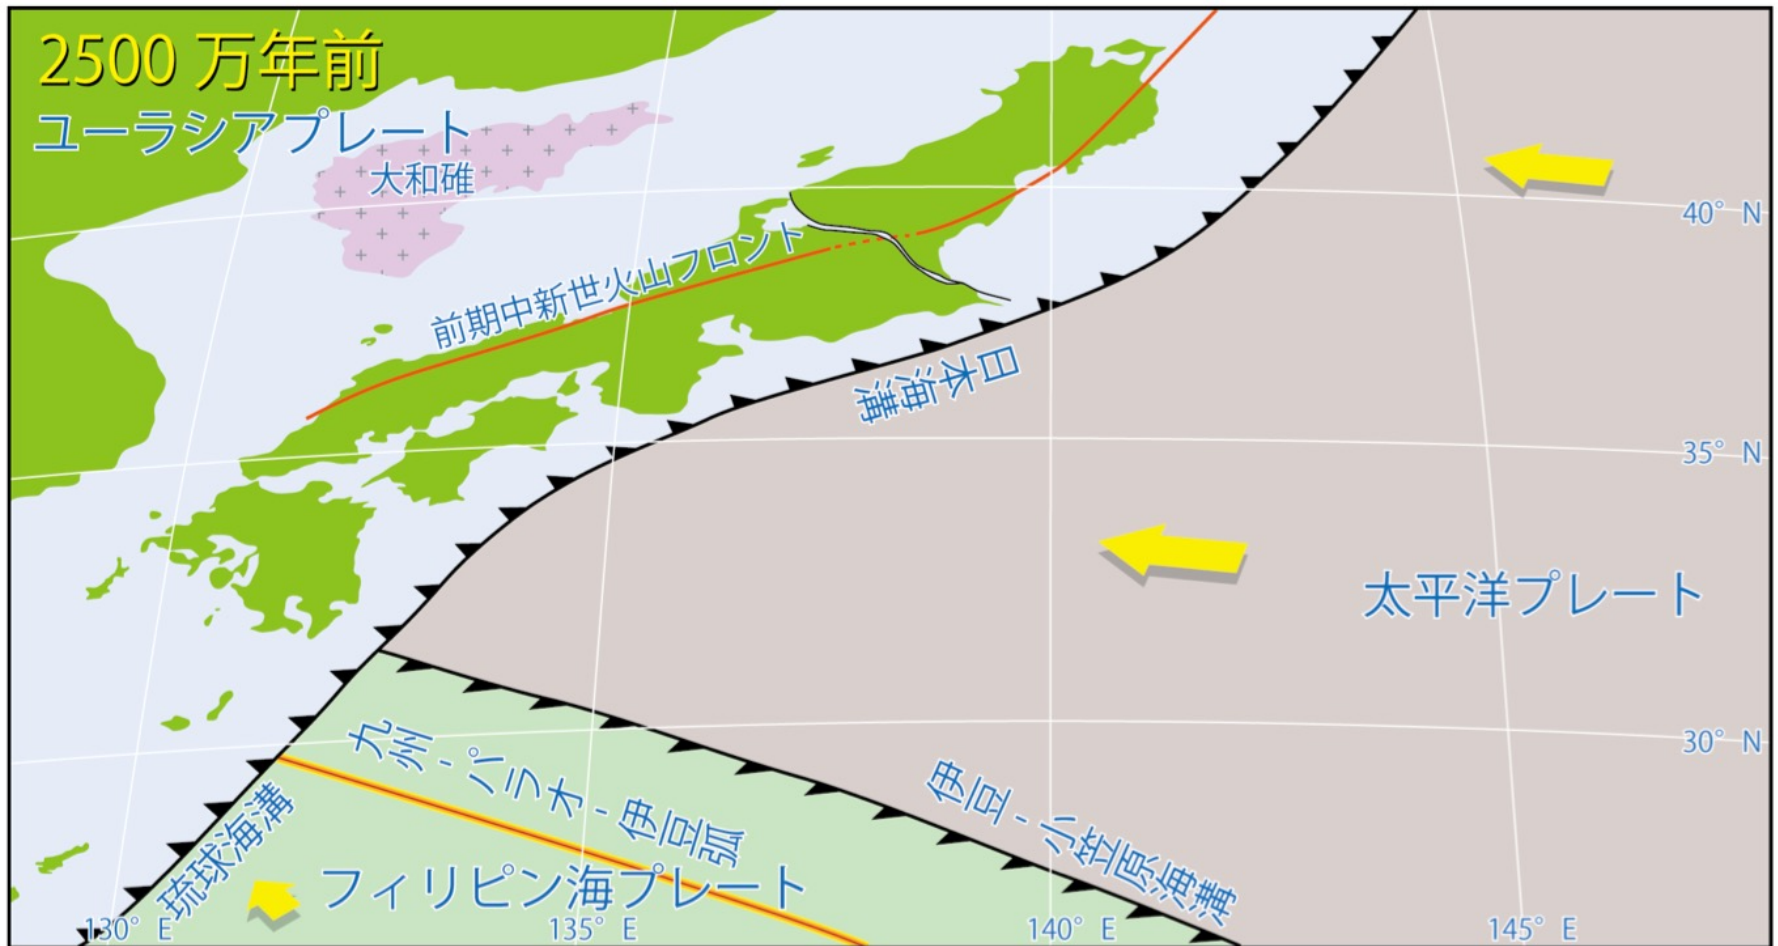 2500 万年前
ユーラシアプレート
大和碓
前期中新世火山フロント
40° N
日本海溝
35° N
太平洋プレート
30° N
九州 - パラオ - 伊豆弧
伊豆 - 小笠原海溝
琉球海溝
フィリピン海プレート
130° E
135° E
140° E
145° E